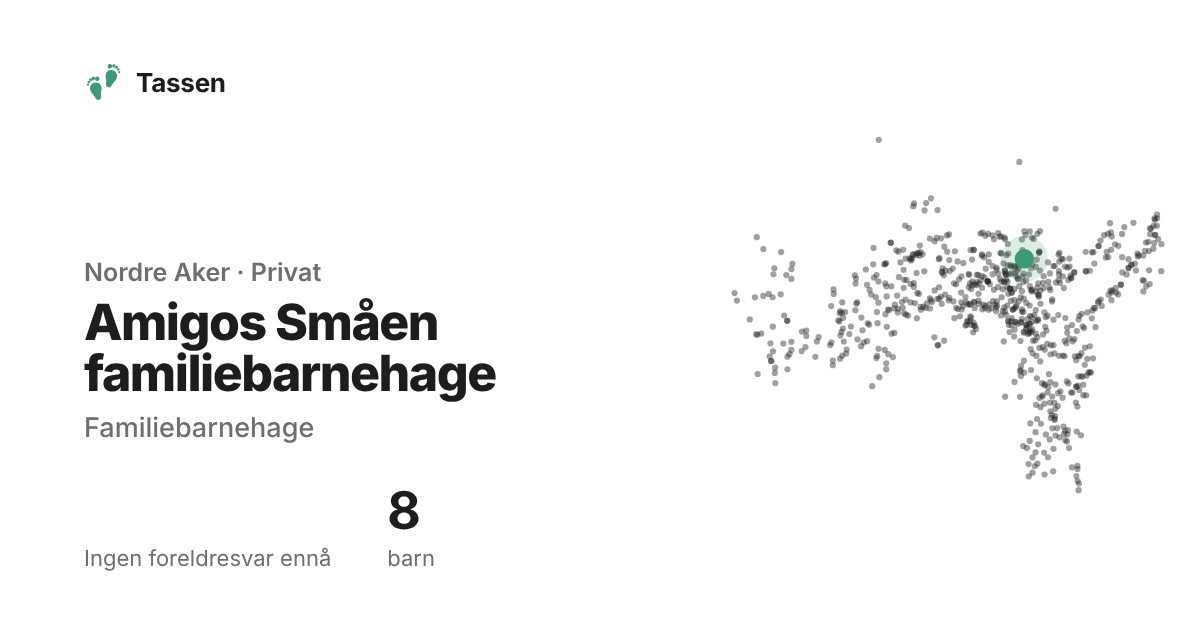 Tassen
Nordre Aker · Privat
Amigos Småen
familiebarnehage
Familiebarnehage
8
Ingen foreldresvar ennå
barn